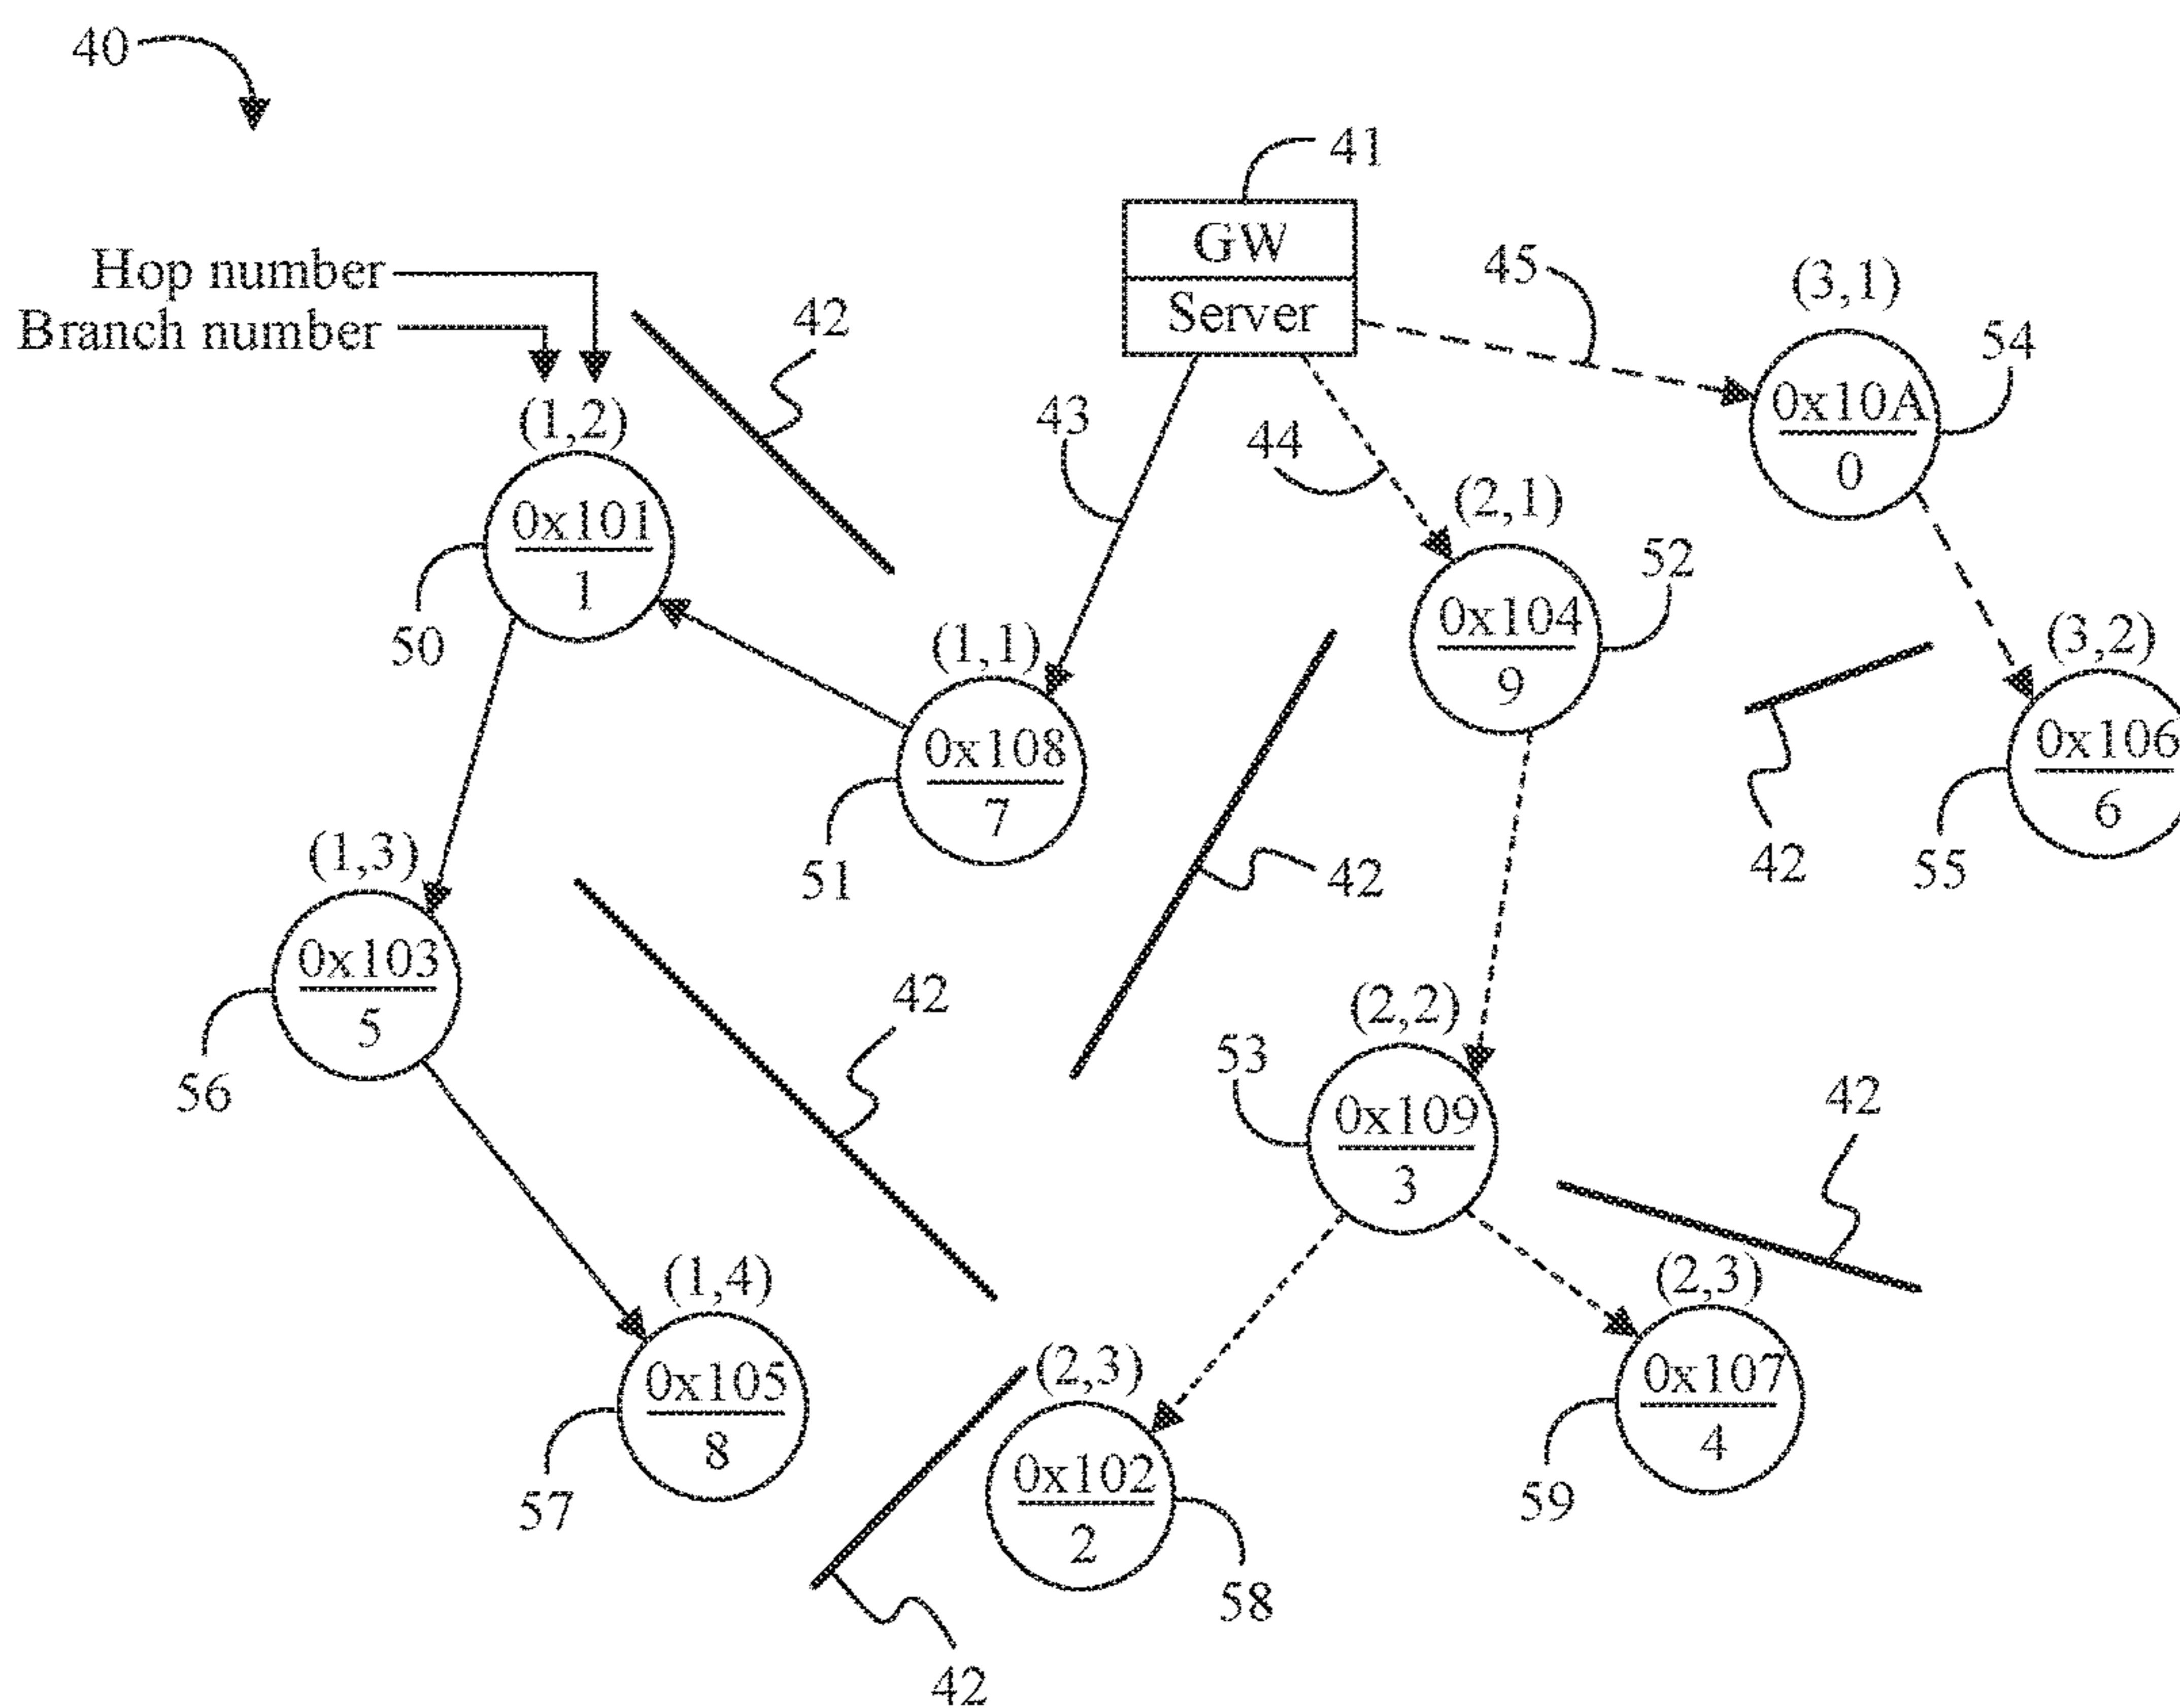 40
41
GW
Server
Hop number
Branch number
42
45
(3,1)
54
0x10A
0
(1,2)
43
44
(2,1)
0x101
1
50
52
0x104
9
(1,1)
(3,2)
0x108
7
51
0x106
6
42
55
42
(1,3)
0x103
5
56
42
(2,2)
53
0x109
3
42
(1,4)
(2,3)
0x105
8
57
(2,3)
0x107
4
59
0x102
2
58
42